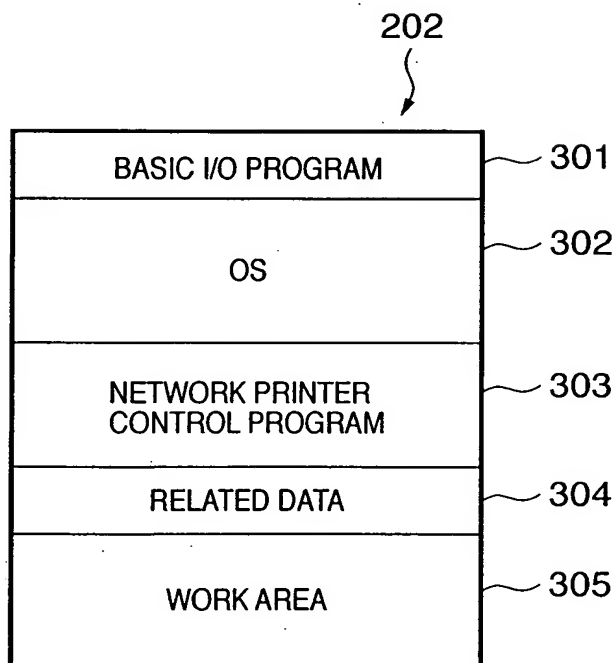 202
BASIC I/O PROGRAM
301
OS
302
NETWORK PRINTER
CONTROL PROGRAM
303
RELATED DATA
304
WORK AREA
305